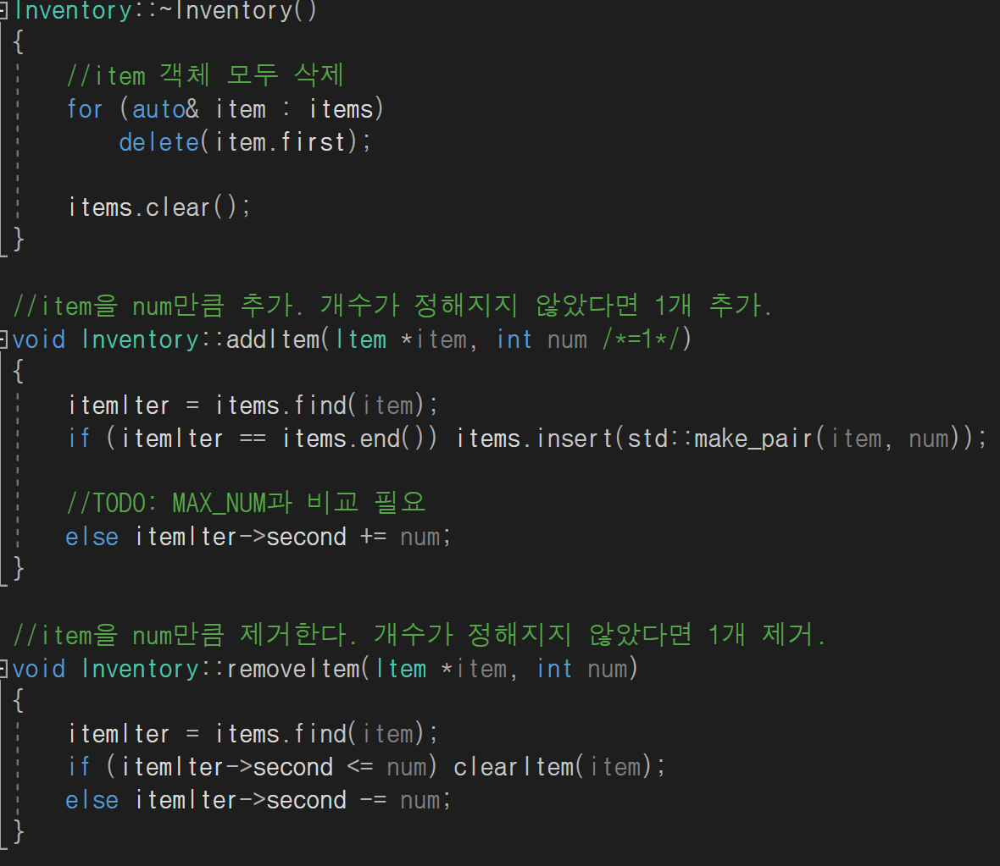 Inventory::~Inventory()
{
//item 객체 모두 삭제
for (auto& item : items)
delete(item.first);
items.clear();
}
//item을 num만큼 추가. 개수가 정해지지 않았다면 1개 추가.
void Inventory::addItem(Item *item, int num /*=1*/)
{
itemIter = items.find(item);
if (itemIter == items.end()) items.insert(std::make_pair(item, num));
//TODO: MAX_NUM과 비교 필요
else itemIter->second += num;
}
//item을 num만큼 제거한다. 개수가 정해지지 않았다면 1개 제거.
void Inventory::removeItem(Item *item, int num)
{
itemIter = items.find(item);
if (itemIter->second <= num) clearItem(item);
else itemIter->second -= num;
}